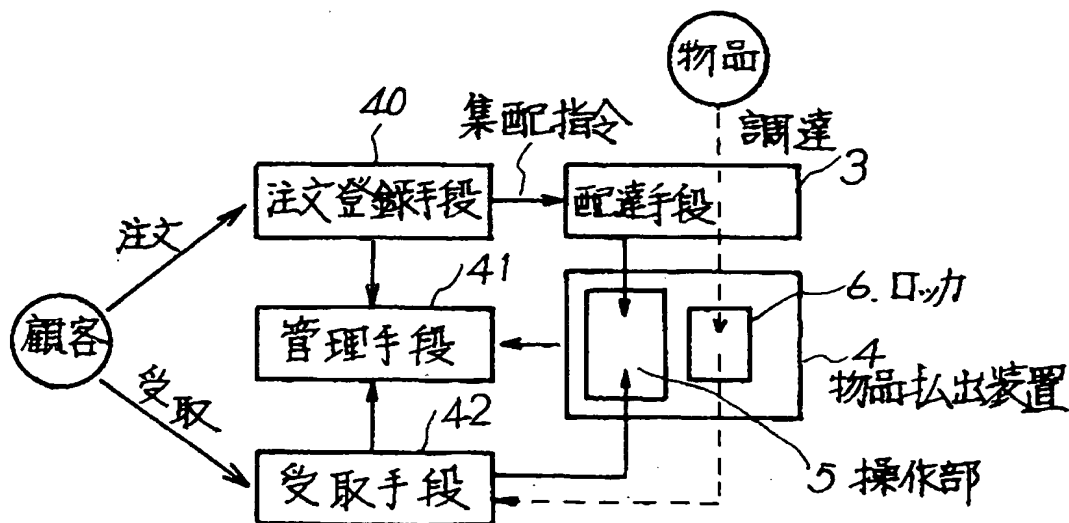 物品
調達
40
集配指令
3
注文登録手段
配達手段
注文
41
6.ロッカ
顧客
管理手段
4
物品払出装置
受取
42
受取手段
5 操作部